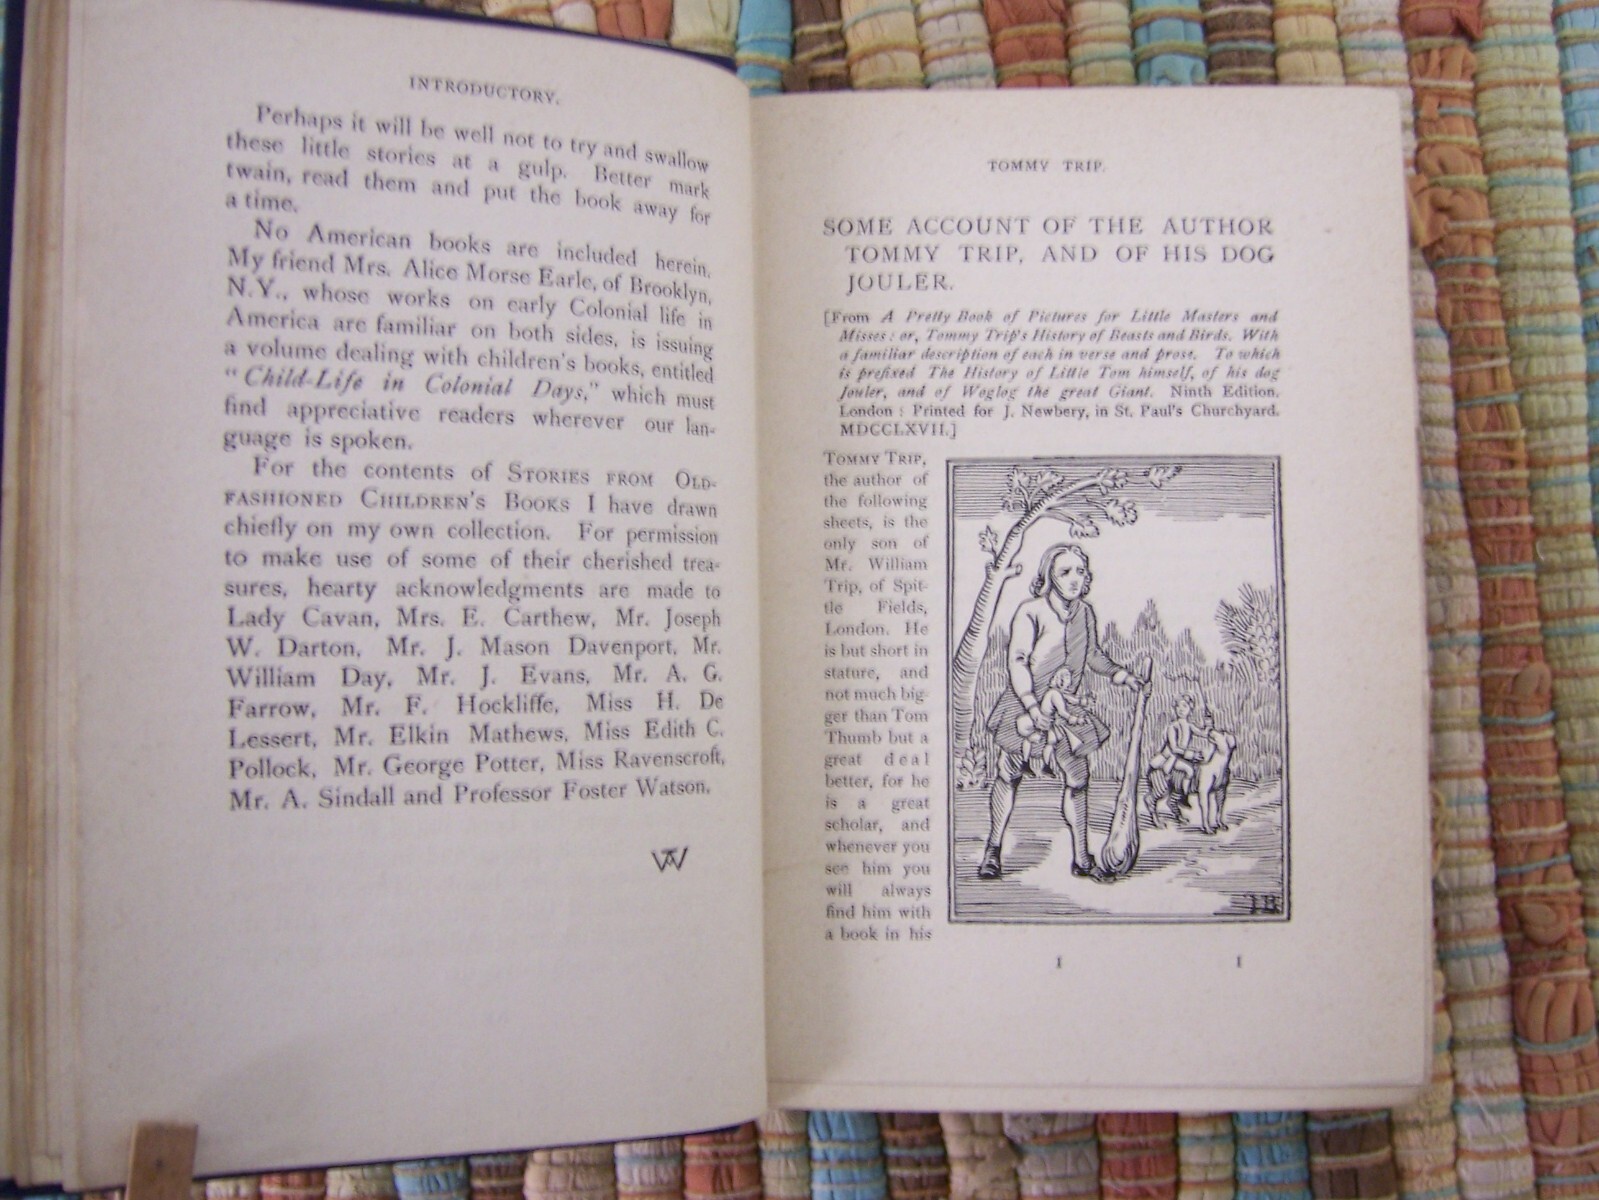 INTRODUCTORY.
Perhaps it will be well not to try and swallow
these little stories at a gulp. Better mark
twain, read them and put the book away for
a time.
No American books are included herein.
My friend Mrs. Alice Morse Earle, of Brooklyn,
N.Y., whose works on early Colonial life in
America are familiar on both sides, is issuing
a volume dealing with children's books, entitled
"Child-Life in Colonial Days," which must
find appreciative readers wherever our lan-
guage is spoken.
For the contents of STORIES FROM OLD-
FASHIONED CHILDREN'S BOOKS I have drawn
chiefly on my own collection. For permission
to make use of some of their cherished trea-
sures, hearty acknowledgments are made to
Lady Cavan, Mrs. E. Carthew, Mr. Joseph
W. Darton, Mr. J. Mason Davenport, Mr.
William Day, Mr. J. Evans, Mr. A. G.
Farrow, Mr. F. Hockliffe, Miss H. De
Lessert, Mr. Elkin Mathews, Miss Edith C.
Pollock, Mr. George Potter, Miss Ravenscroft,
Mr. A. Sindall and Professor Foster Watson.
TOMMY TRIP.
SOME ACCOUNT OF THE AUTHOR
TOMMY TRIP, AND OF HIS DOG
JOULER.
[From A Pretty Book of Pictures for Little Masters and
Misses: or, Tommy Trip's History of Beasts and Birds. With
a familiar description of each in verse and prose. To which
is prefixed The History of Little Tom himself, of his dog
Jouler, and of Woglog the great Giant. Ninth Edition.
London: Printed for J. Newbery, in St. Paul's Churchyard.
MDCCLXVII.]
TOMMY TRIP,
the author of
the following
sheets, is the
only son of
Mr. William
Trip, of Spit-
tle Fields,
London. He
is but short in
stature, and
not much big-
ger than Tom
Thumb but a
great deal
better, for he
is a great
scholar, and
whenever you
see him you
will always
find him with
a book in his
1 1